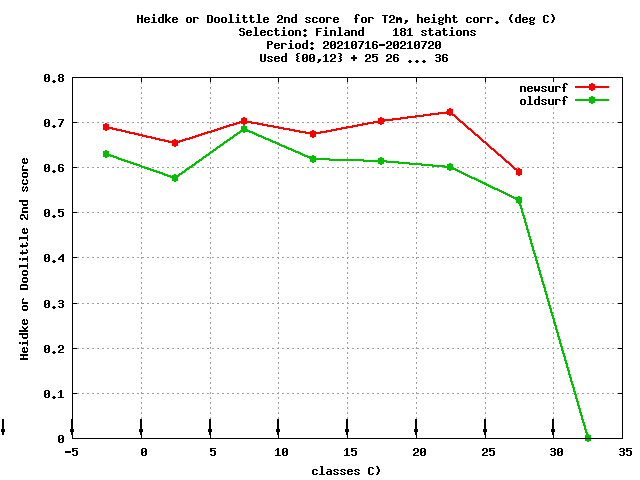 Heidke or Doolittle 2nd score  for T2m, height corr. (deg C)
Selection: Finland    181 stations
Period: 20210716-20210720
Used {00,12} + 25 26 ... 36
newsurf
oldsurf
Heidke or Doolittle 2nd score
0.8
0.7
0.6
0.5
0.4
0.3
0.2
0.1
0
-5 0 5 10 15 20 25 30 35
classes C)